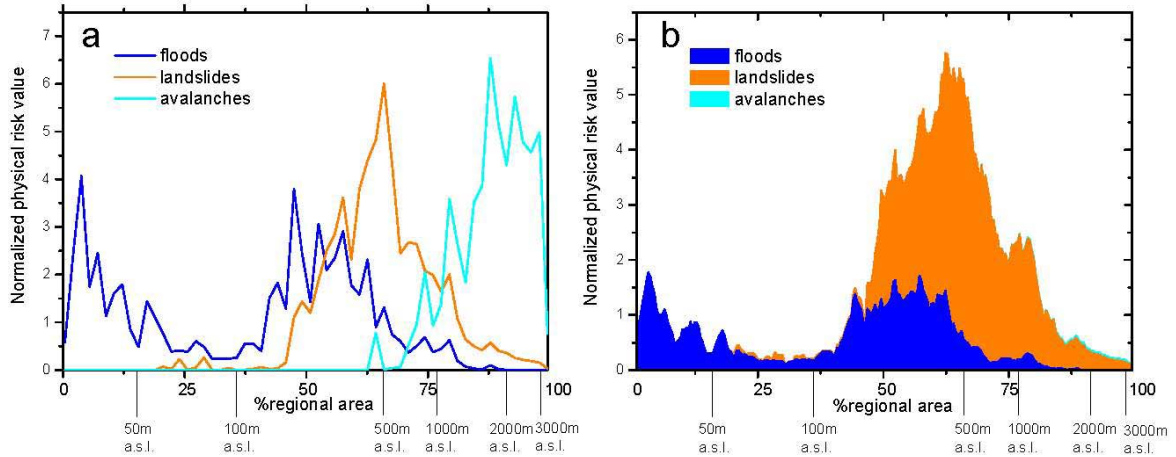 a
floods
landslides
avalanches
Normalized physical risk value
7
6
5
4
3
2
1
0
0 25 50 75 100
%regional area
50m
a.s.l.
100m
a.s.l.
500m
a.s.l.
1000m
a.s.l.
2000m
a.s.l.
3000m
a.s.l.
b
floods
landslides
avalanches
Normalized physical risk value
6
5
4
3
2
1
0
0 25 50 75 100
%regional area
50m
a.s.l.
100m
a.s.l.
500m
a.s.l.
1000m
a.s.l.
2000m
a.s.l.
3000m
a.s.l.